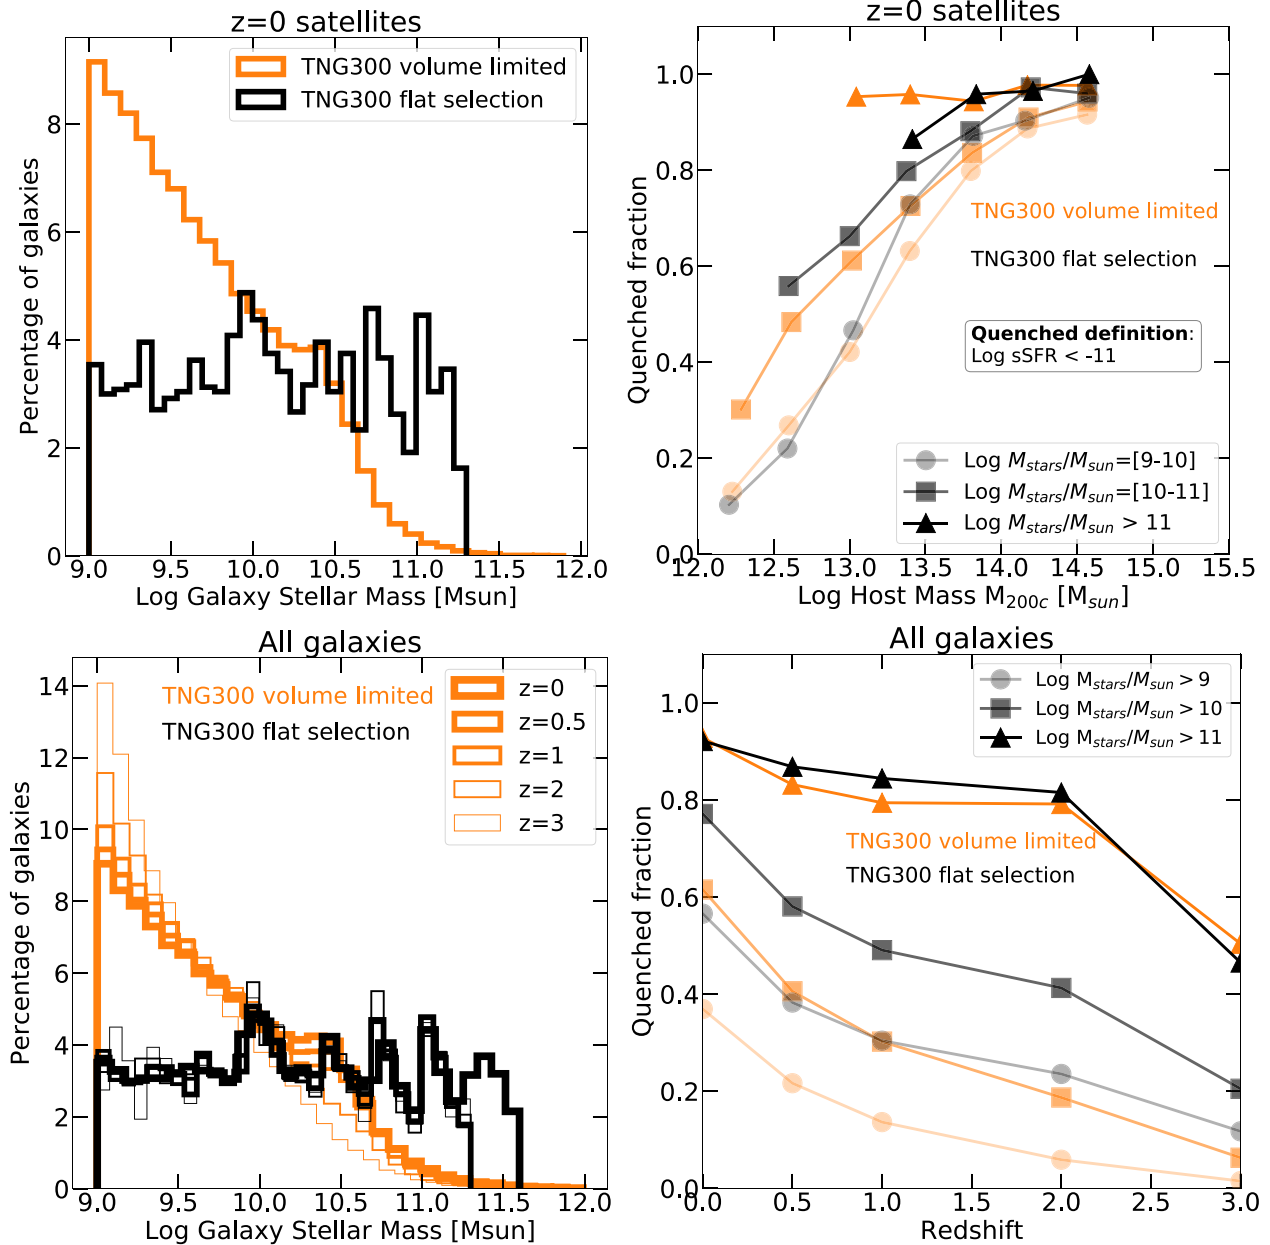 z=0 satellites
TNG300 volume limited
TNG300 flat selection
8
6
4
2
0
9.0 9.5 10.0 10.5 11.0 11.5 12.0
Percentage of galaxies
Log Galaxy Stellar Mass [Msun]
z=0 satellites
1.0
0.8
0.6
0.4
0.2
0.0
12.0 12.5 13.0 13.5 14.0 14.5 15.0 15.5
Quenched fraction
TNG300 volume limited
TNG300 flat selection
Quenched definition:
Log sSFR < -11
Log M_stars/M_sun=[9-10]
Log M_stars/M_sun=[10-11]
Log M_stars/M_sun > 11
Log Host Mass M_200c [M_sun]
All galaxies
TNG300 volume limited
TNG300 flat selection
z=0
z=0.5
z=1
z=2
z=3
14
12
10
8
6
4
2
0
9.0 9.5 10.0 10.5 11.0 11.5 12.0
Percentage of galaxies
Log Galaxy Stellar Mass [Msun]
All galaxies
Log M_stars/M_sun > 9
Log M_stars/M_sun > 10
Log M_stars/M_sun > 11
1.0
0.8
0.6
0.4
0.2
0.0
0.0 0.5 1.0 1.5 2.0 2.5 3.0
Quenched fraction
TNG300 volume limited
TNG300 flat selection
Redshift